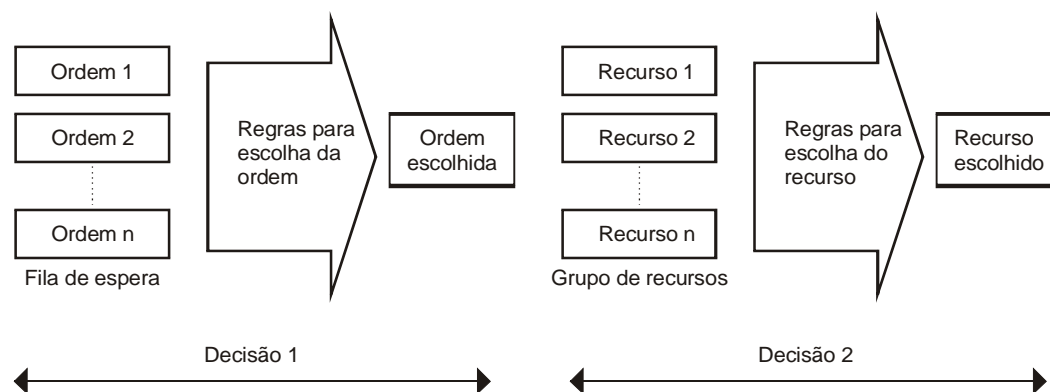 Ordem 1
Ordem 2
Ordem n
Fila de espera
Regras para
escolha da
ordem
Ordem
escolhida
Decisão 1
Recurso 1
Recurso 2
Recurso n
Grupo de recursos
Regras para
escolha do
recurso
Recurso
escolhido
Decisão 2